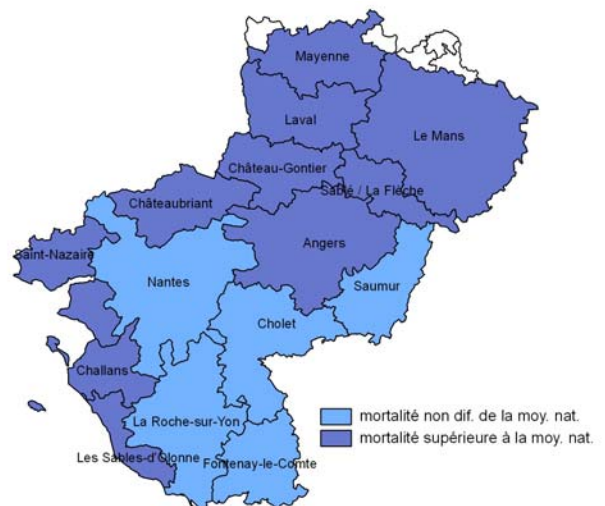 Mayenne
Laval
Le Mans
Château-Gontier
Sablé / La Flèche
Châteaubriant
Angers
Saint-Nazaire
Nantes
Saumur
Cholet
Challans
La Roche-sur-Yon
Les Sables-d'Olonne
Fontenay-le-Comte
mortalité non dif. de la moy. nat.
mortalité supérieure à la moy. nat.